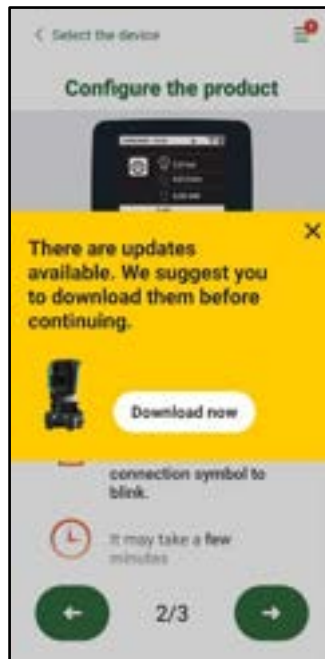 Select the device
Configure the product
There are updates
available. We suggest you
to download them before
continuing.
Download now
connection symbol to
blink.
It may take a few
minutes
2/3